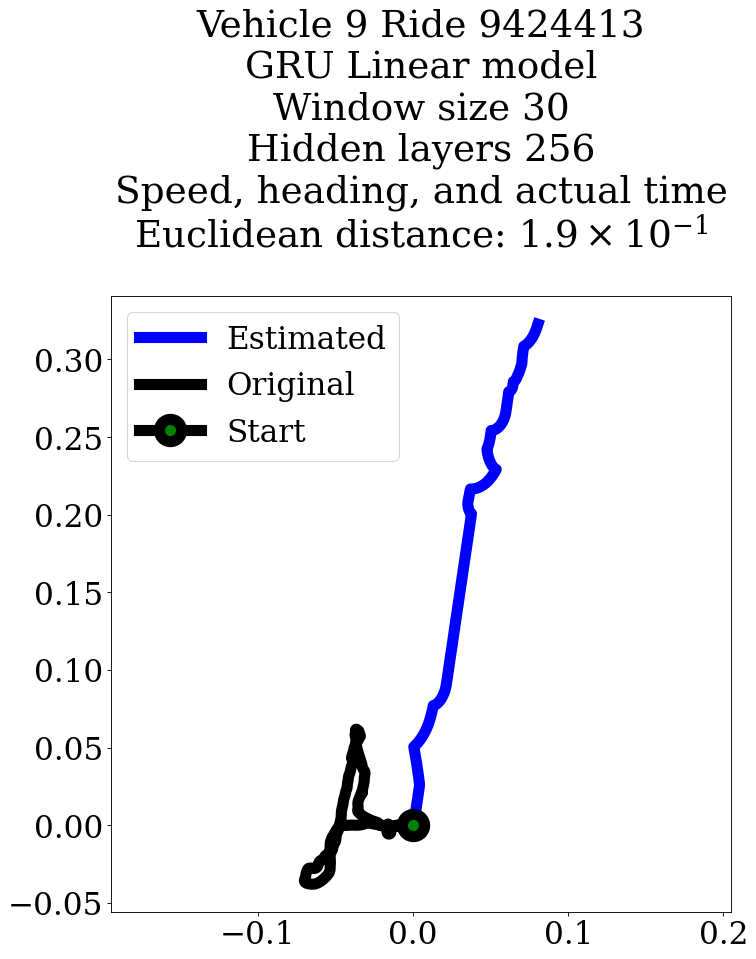 Vehicle 9 Ride 9424413
GRU Linear model
Window size 30
Hidden layers 256
Speed, heading, and actual time
Euclidean distance: 1.9 × 10⁻¹
Estimated
Original
Start
0.30
0.25
0.20
0.15
0.10
0.05
0.00
−0.05
−0.1
0.0
0.1
0.2